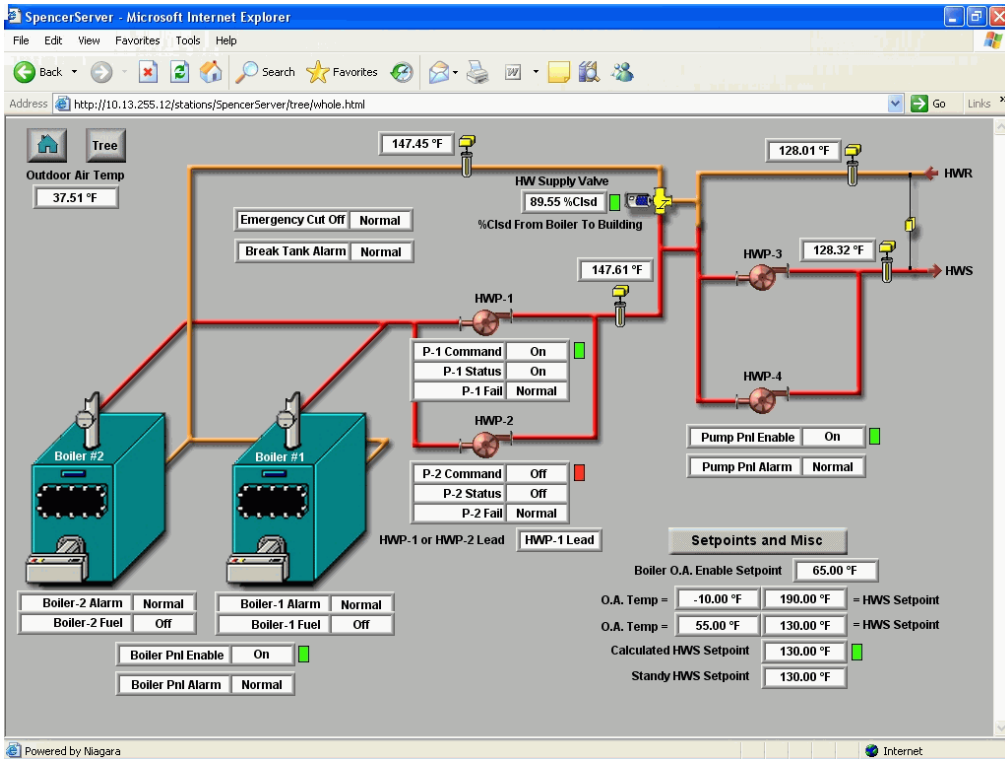 SpencerServer - Microsoft Internet Explorer
File Edit View Favorites Tools Help
Back Search Favorites
Address http://10.13.255.12/stations/SpencerServer/tree/whole.html Go Links »
Tree
Outdoor Air Temp
37.51 °F
147.45 °F
128.01 °F
HWR
HW Supply Valve
89.55 %Clsd
%Clsd From Boiler To Building
Emergency Cut Off Normal
Break Tank Alarm Normal
147.61 °F
HWP-3
128.32 °F
HWS
HWP-1
P-1 Command On
P-1 Status On
P-1 Fail Normal
HWP-4
HWP-2
P-2 Command Off
P-2 Status Off
P-2 Fail Normal
Pump Pnl Enable On
Pump Pnl Alarm Normal
Boiler #2
Boiler #1
HWP-1 or HWP-2 Lead HWP-1 Lead
Setpoints and Misc
Boiler O.A. Enable Setpoint 65.00 °F
O.A. Temp = -10.00 °F 190.00 °F = HWS Setpoint
O.A. Temp = 55.00 °F 130.00 °F = HWS Setpoint
Calculated HWS Setpoint 130.00 °F
Standy HWS Setpoint 130.00 °F
Boiler-2 Alarm Normal
Boiler-2 Fuel Off
Boiler-1 Alarm Normal
Boiler-1 Fuel Off
Boiler Pnl Enable On
Boiler Pnl Alarm Normal
Powered by Niagara Internet